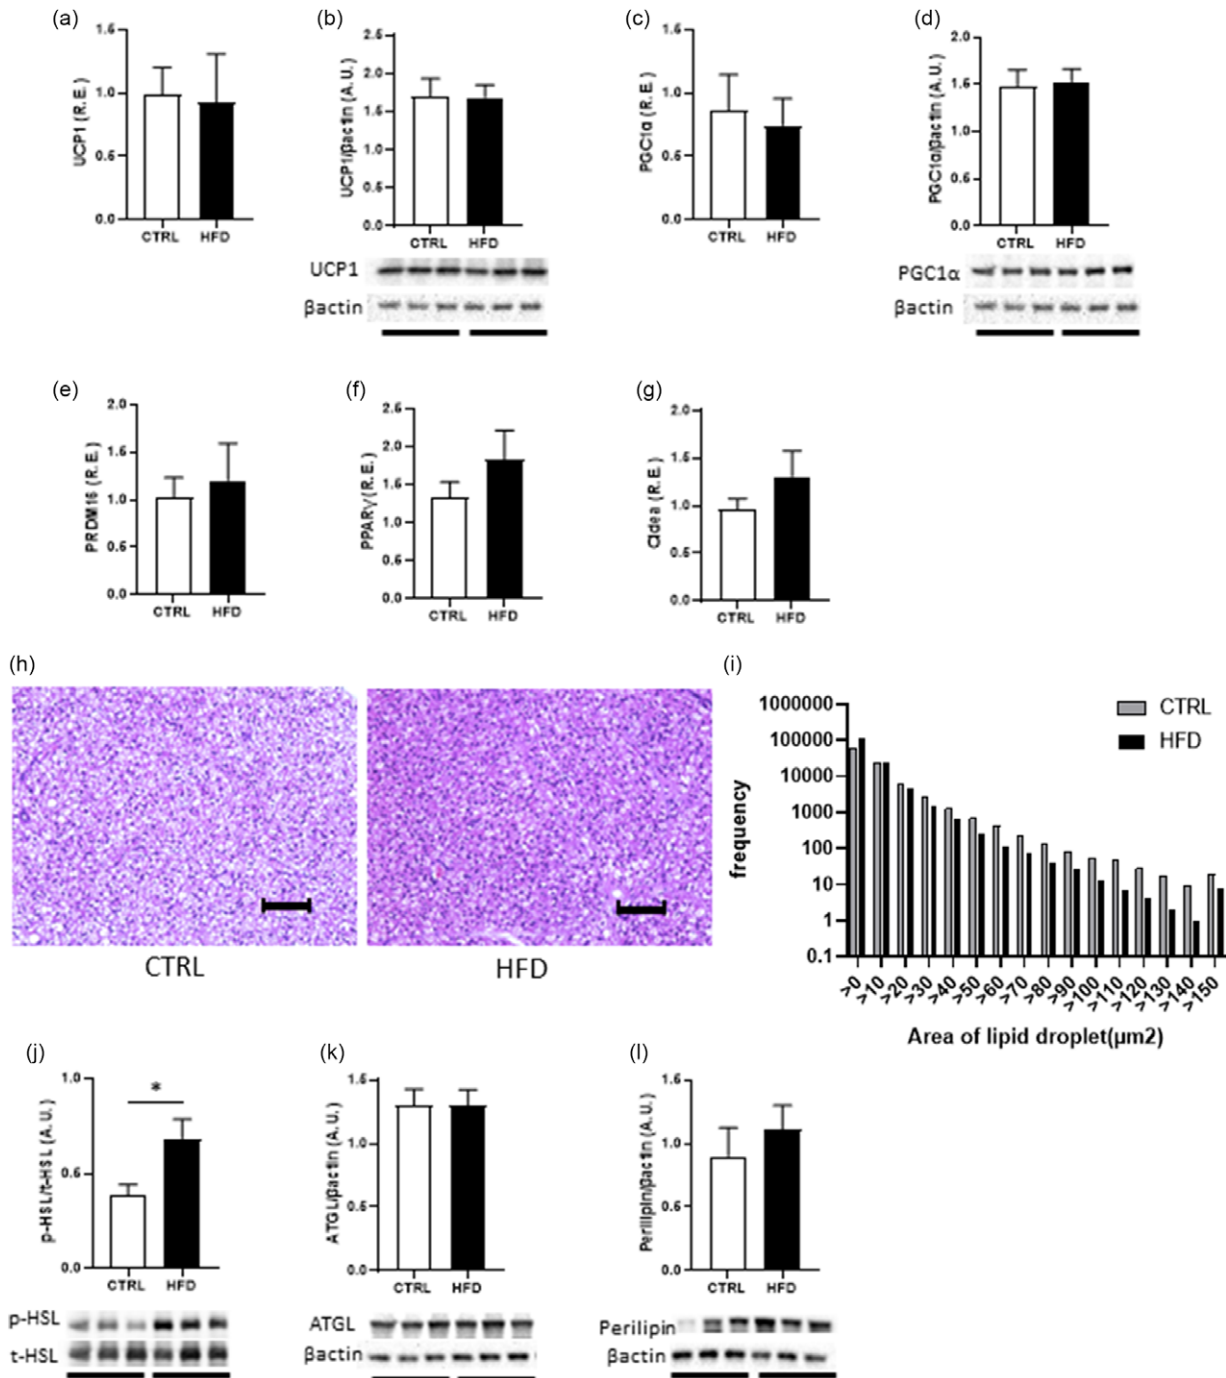 (a)
UCP1 (R.E.)
1.5
1.0
0.5
0.0
CTRL HFD
(b)
UCP1/βactin (A.U.)
2.5
2.0
1.5
1.0
0.5
0.0
CTRL HFD
UCP1
βactin
(c)
PGC1α (R.E.)
1.5
1.0
0.5
0.0
CTRL HFD
(d)
PGC1α/βactin (A.U.)
2.0
1.5
1.0
0.5
0.0
CTRL HFD
PGC1α
βactin
(e)
PRDM16 (R.E.)
2.0
1.5
1.0
0.5
0.0
CTRL HFD
(f)
PPARγ (R.E.)
2.5
2.0
1.5
1.0
0.5
0.0
CTRL HFD
(g)
Cidea (R.E.)
2.0
1.5
1.0
0.5
0.0
CTRL HFD
(h)
CTRL
HFD
(i)
frequency
1000000
100000
10000
1000
100
10
1
0.1
CTRL
HFD
>0 >10 >20 >30 >40 >50 >60 >70 >80 >90 >100 >110 >120 >130 >140 >150
Area of lipid droplet(µm2)
(j)
p-HSL/t-HSL (A.U.)
1.0
0.5
0.0
*
CTRL HFD
p-HSL
t-HSL
(k)
ATGL/βactin (A.U.)
1.5
1.0
0.5
0.0
CTRL HFD
ATGL
βactin
(l)
Perilipin/βactin (A.U.)
1.5
1.0
0.5
0.0
CTRL HFD
Perilipin
βactin